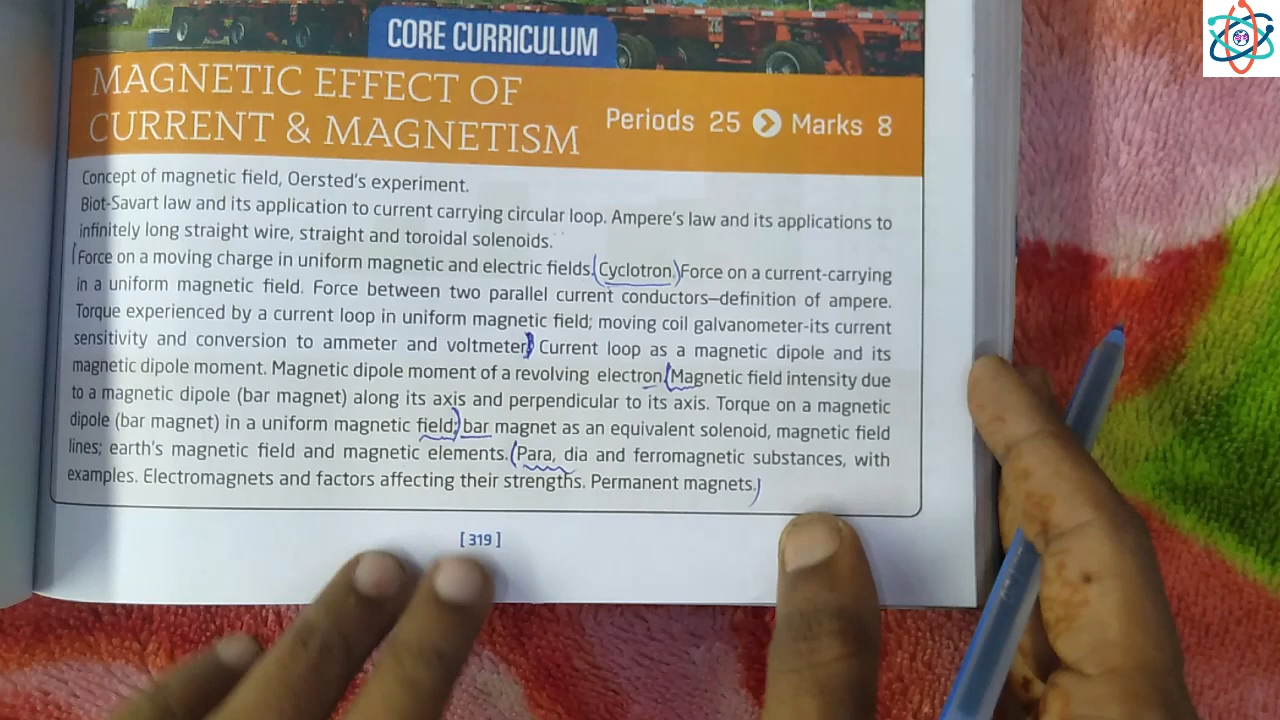 CORE CURRICULUM
MAGNETIC EFFECT OF
CURRENT & MAGNETISM
Periods 25 Marks 8
Concept of magnetic field, Oersted's experiment.
Biot-Savart law and its application to current carrying circular loop. Ampere's law and its applications to
infinitely long straight wire, straight and toroidal solenoids.
Force on a moving charge in uniform magnetic and electric fields. (Cyclotron.) Force on a current-carrying
in a uniform magnetic field. Force between two parallel current conductors–definition of ampere.
Torque experienced by a current loop in uniform magnetic field; moving coil galvanometer-its current
sensitivity and conversion to ammeter and voltmeter. Current loop as a magnetic dipole and its
magnetic dipole moment. Magnetic dipole moment of a revolving electron. (Magnetic field intensity due
to a magnetic dipole (bar magnet) along its axis and perpendicular to its axis. Torque on a magnetic
dipole (bar magnet) in a uniform magnetic field;) bar magnet as an equivalent solenoid, magnetic field
lines; earth's magnetic field and magnetic elements. (Para, dia and ferromagnetic substances, with
examples. Electromagnets and factors affecting their strengths. Permanent magnets.)
[ 319 ]